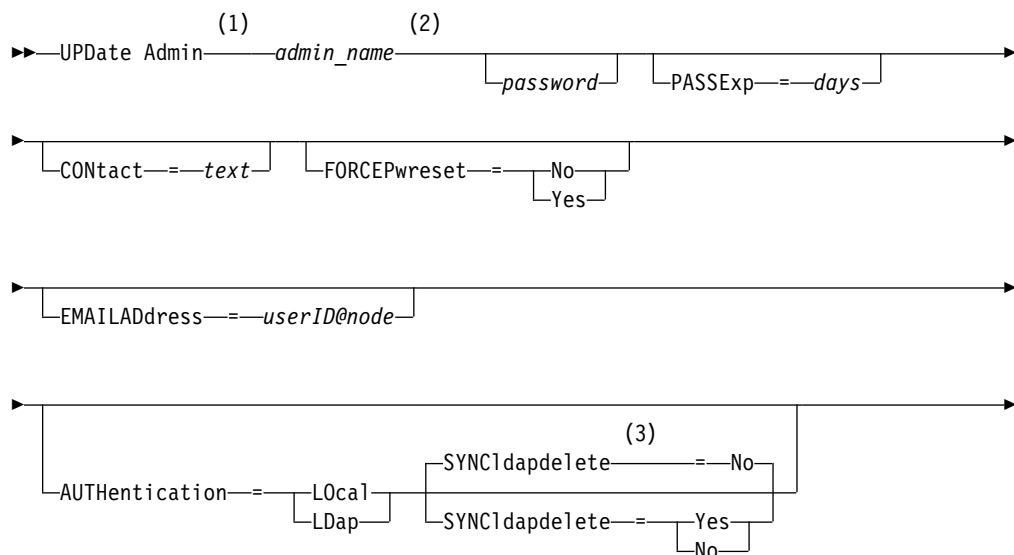 (1) (2)
UPDate Admin admin_name
password PASSExp = days
CONtact = text FORCEPwreset = No
Yes
EMAILADdress = userID@node
(3)
SYNCldapdelete = No
AUTHentication = LOcal
LDap SYNCldapdelete = Yes
No